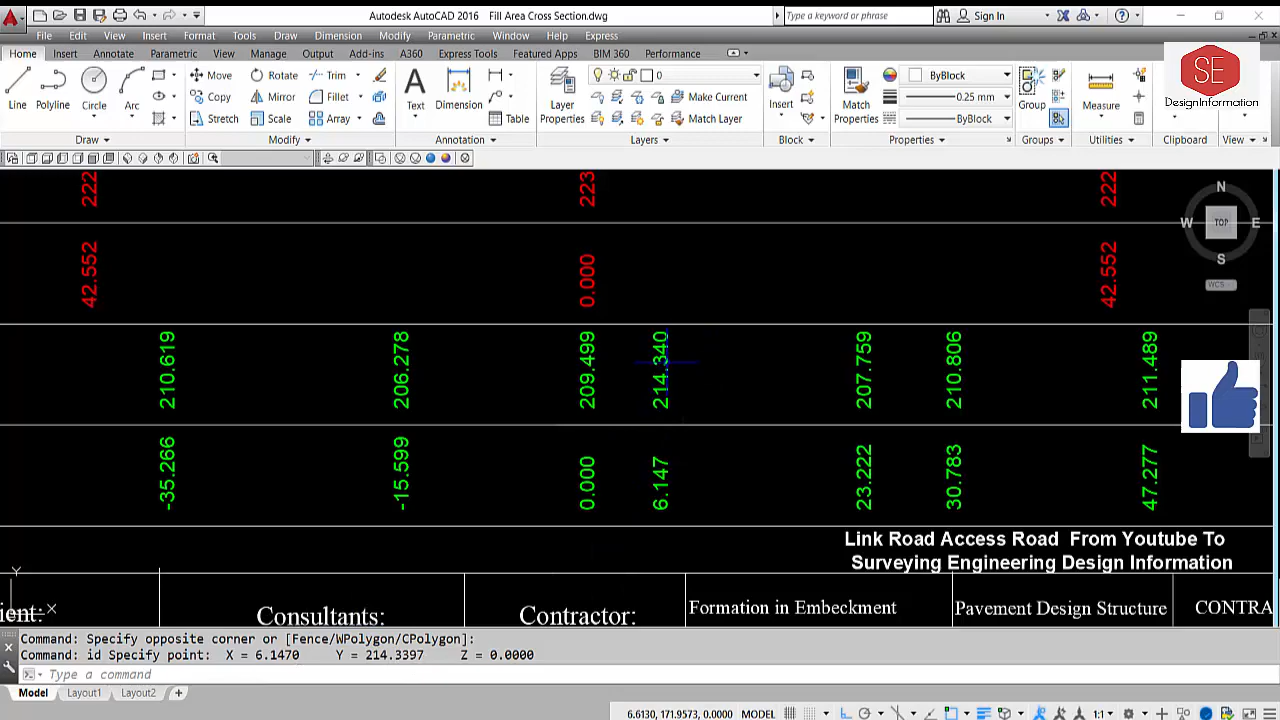 Autodesk AutoCAD 2016 Fill Area Cross Section.dwg
Type a keyword or phrase
Sign In
File Edit View Insert Format Tools Draw Dimension Modify Parametric Window Help Express
Home Insert Annotate Parametric View Manage Output Add-ins A360 Express Tools Featured Apps BIM 360 Performance
SE
DesignInformation
Line Polyline Circle Arc
Move Rotate Trim
Copy Mirror Fillet
Stretch Scale Array
Text Dimension Table
Layer Properties
0
Make Current
Match Layer
Insert
Match Properties
ByBlock
0.25 mm
ByBlock
Group
Measure
Draw Modify Annotation Layers Block Properties Groups Utilities Clipboard View
N
W TOP E
S
WCS
222 223 222
42.552 0.000 42.552
210.619 206.278 209.499 214.340 207.759 210.806 211.489
-35.266 -15.599 0.000 6.147 23.222 30.783 47.277
Link Road Access Road From Youtube To
Surveying Engineering Design Information
Y
X
ient: Consultants: Contractor: Formation in Embeckment Pavement Design Structure CONTRA
Command: Specify opposite corner or [Fence/WPolygon/CPolygon]:
Command: id Specify point: X = 6.1470 Y = 214.3397 Z = 0.0000
Type a command
Model Layout1 Layout2 +
6.6130, 171.9573, 0.0000 MODEL 1:1